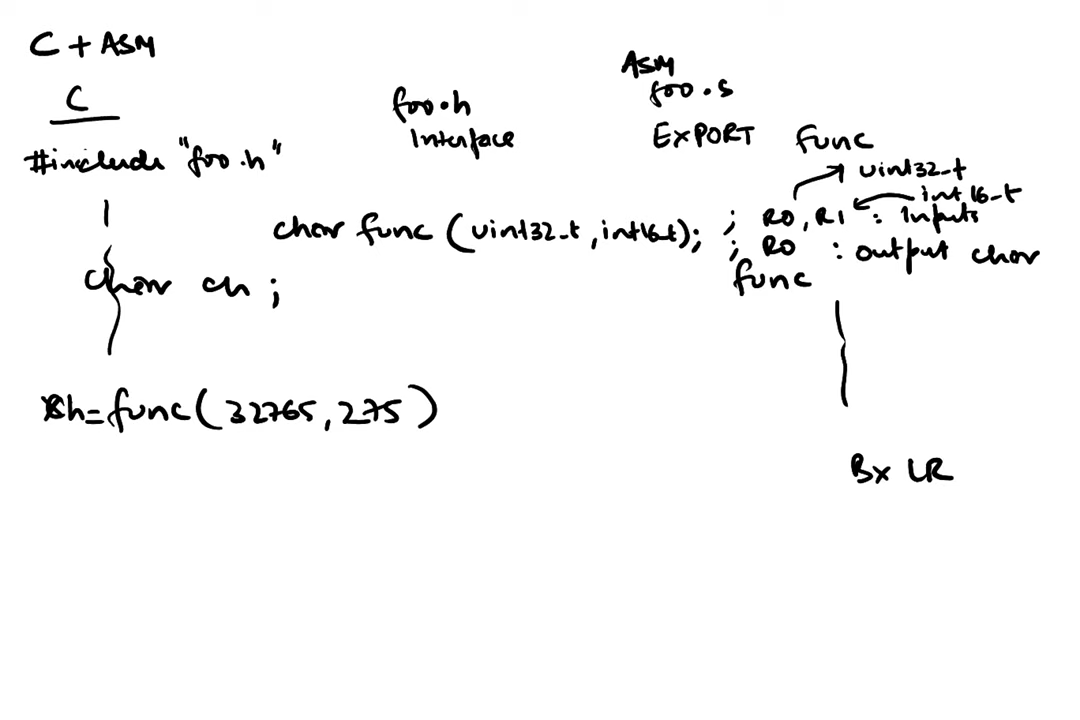 C + ASM
C
#include "foo.h"
char ch ;
ch=func(32765,275)
foo.h
Interface
char func (uint32_t,int16_t);
ASM
foo.s
EXPORT func
uint32_t
int16_t
; R0,R1 : Inputs
; R0 : output char
func
BX LR